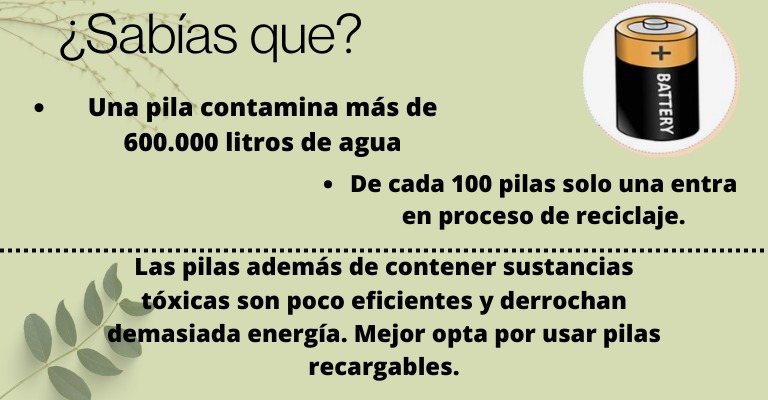 ¿Sabías que?
• Una pila contamina más de
600.000 litros de agua
• De cada 100 pilas solo una entra
en proceso de reciclaje.
Las pilas además de contener sustancias
tóxicas son poco eficientes y derrochan
demasiada energía. Mejor opta por usar pilas
recargables.
+
BATTERY